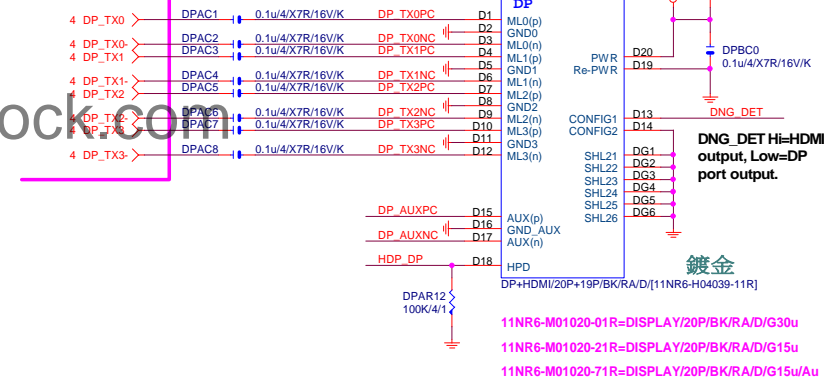 DP
4 DP_TX0 DPAC1 0.1u/4/X7R/16V/K DP_TX0PC D1 ML0(p)
D2 GND0
4 DP_TX0- DPAC2 0.1u/4/X7R/16V/K DP_TX0NC D3 ML0(n)
4 DP_TX1 DPAC3 0.1u/4/X7R/16V/K DP_TX1PC D4 ML1(p)
D5 GND1
4 DP_TX1- DPAC4 0.1u/4/X7R/16V/K DP_TX1NC D6 ML1(n)
4 DP_TX2 DPAC5 0.1u/4/X7R/16V/K DP_TX2PC D7 ML2(p)
D8 GND2
4 DP_TX2- DPAC6 0.1u/4/X7R/16V/K DP_TX2NC D9 ML2(n)
4 DP_TX3 DPAC7 0.1u/4/X7R/16V/K DP_TX3PC D10 ML3(p)
D11 GND3
4 DP_TX3- DPAC8 0.1u/4/X7R/16V/K DP_TX3NC D12 ML3(n)
ock.com
PWR D20
Re-PWR D19
DPBC0
0.1u/4/X7R/16V/K
CONFIG1 D13 DNG_DET
CONFIG2 D14
DNG_DET Hi=HDMI
output, Low=DP
port output.
SHL21 DG1
SHL22 DG2
SHL23 DG3
SHL24 DG4
SHL25 DG5
SHL26 DG6
DP_AUXPC D15 AUX(p)
D16 GND_AUX
DP_AUXNC D17 AUX(n)
HDP_DP D18 HPD
DPAR12
100K/4/1
鍍金
DP+HDMI/20P+19P/BK/RA/D/[11NR6-H04039-11R]
11NR6-M01020-01R=DISPLAY/20P/BK/RA/D/G30u
11NR6-M01020-21R=DISPLAY/20P/BK/RA/D/G15u
11NR6-M01020-71R=DISPLAY/20P/BK/RA/D/G15u/Au